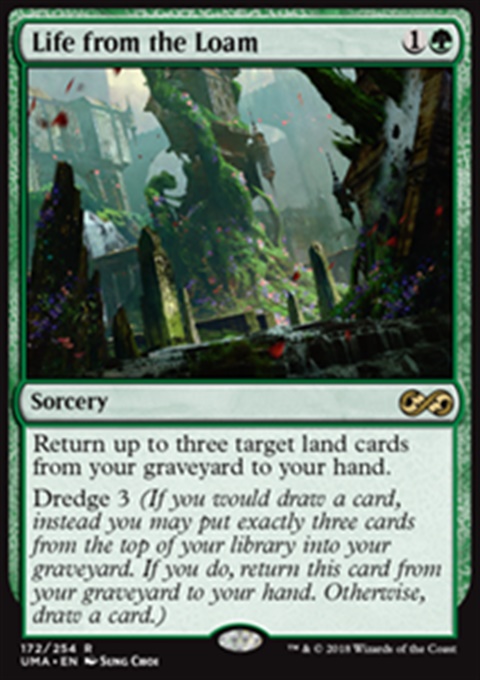 Life from the Loam 1
Sorcery
Return up to three target land cards
from your graveyard to your hand.
Dredge 3 (If you would draw a card,
instead you may put exactly three cards
from the top of your library into your
graveyard. If you do, return this card from
your graveyard to your hand. Otherwise,
draw a card.)
172/254 R
UMA • EN Sung Choi
™ & © 2018 Wizards of the Coast